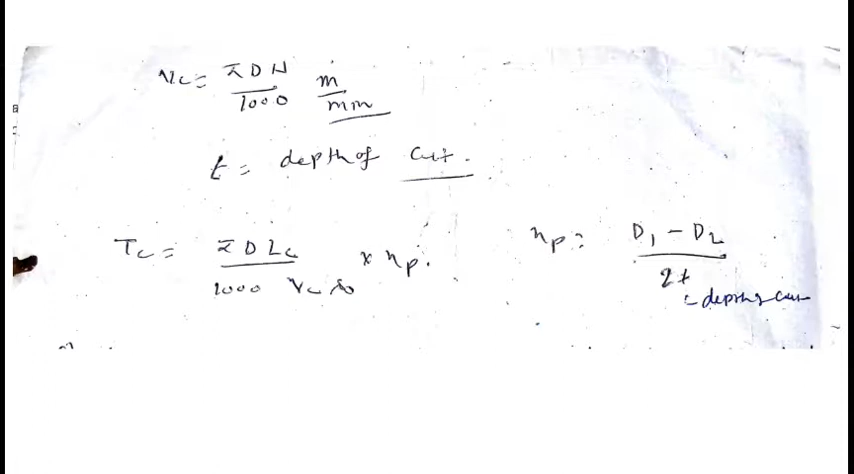 Vc = πDN / 1000 m / min
t = depth of cut.
Tc = πDLc / 1000 Vc So × np. np = D1 - D2 / 2t
depth of cut